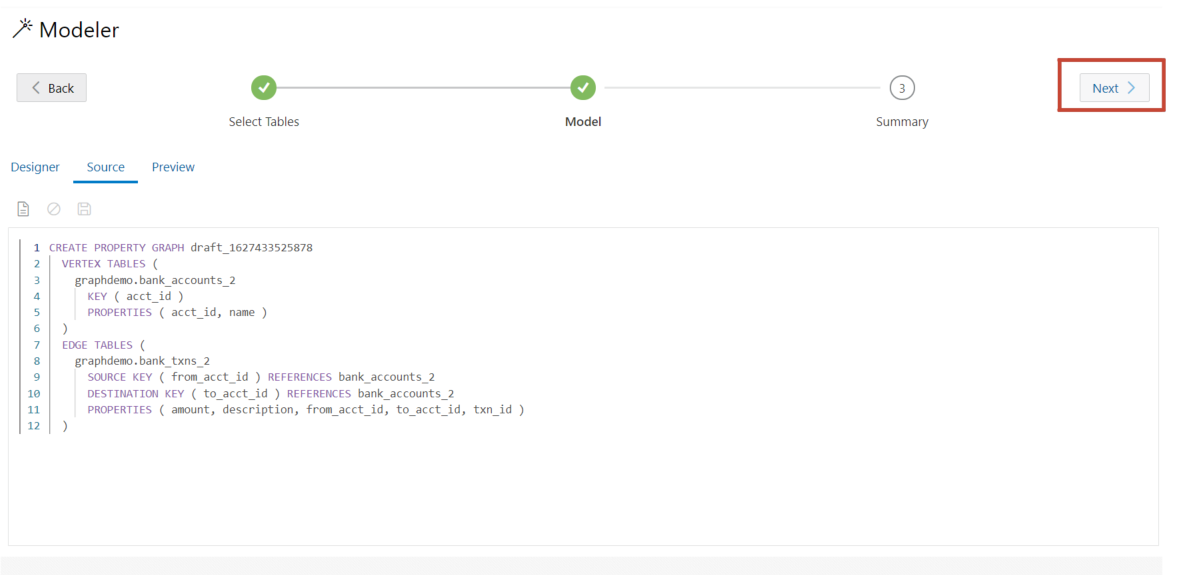 Modeler
Back
3
Next
Select Tables
Model
Summary
Designer Source Preview
1 CREATE PROPERTY GRAPH draft_1627433525878
2 VERTEX TABLES (
3 graphdemo.bank_accounts_2
4 KEY ( acct_id )
5 PROPERTIES ( acct_id, name )
6 )
7 EDGE TABLES (
8 graphdemo.bank_txns_2
9 SOURCE KEY ( from_acct_id ) REFERENCES bank_accounts_2
10 DESTINATION KEY ( to_acct_id ) REFERENCES bank_accounts_2
11 PROPERTIES ( amount, description, from_acct_id, to_acct_id, txn_id )
12 )